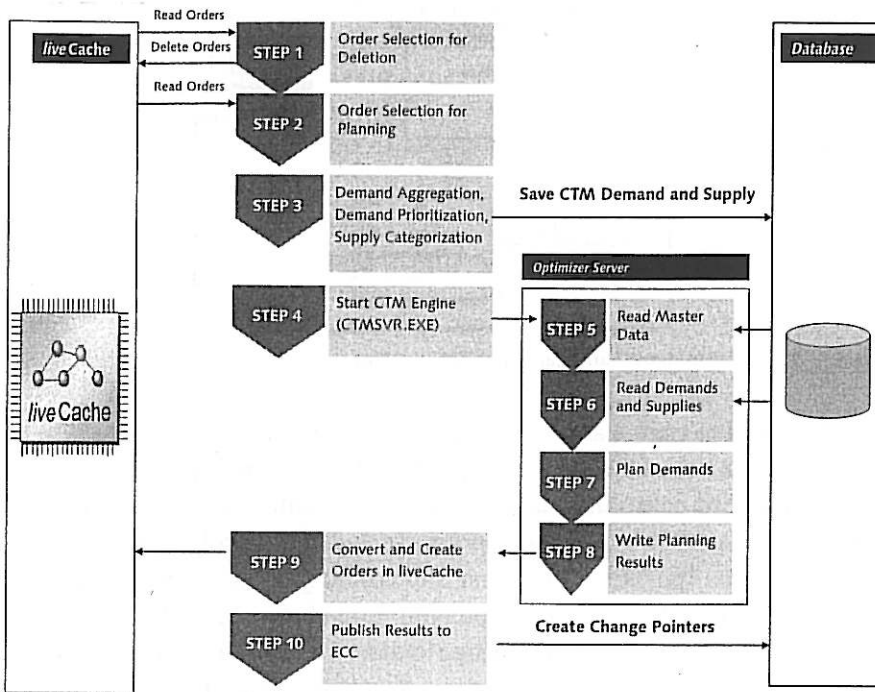 Read Orders
liveCache
Delete Orders
STEP 1
Order Selection for
Deletion
Database
Read Orders
STEP 2
Order Selection for
Planning
STEP 3
Demand Aggregation,
Demand Prioritization,
Supply Categorization
Save CTM Demand and Supply
Optimizer Server
STEP 4
Start CTM Engine
(CTMSVR.EXE)
STEP 5
Read Master
Data
liveCache
STEP 6
Read Demands
and Supplies
STEP 7
Plan Demands
STEP 8
Write Planning
Results
STEP 9
Convert and Create
Orders in liveCache
STEP 10
Publish Results to
ECC
Create Change Pointers